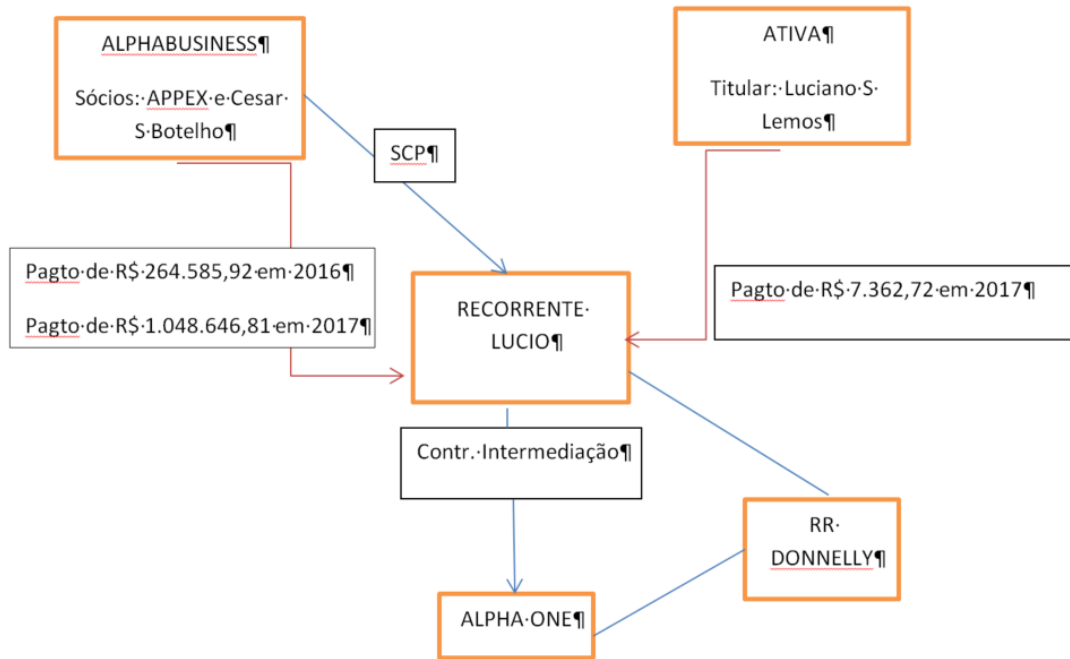 ALPHABUSINESS¶
Sócios:·APPEX·e·Cesar·
S·Botelho¶
ATIVA¶
Titular:·Luciano·S·
Lemos¶
SCP¶
Pagto·de·R$·264.585,92·em·2016¶
Pagto·de·R$·1.048.646,81·em·2017¶
RECORRENTE·
LUCIO¶
Pagto·de·R$·7.362,72·em·2017¶
Contr.·Intermediação¶
RR·
DONNELLY¶
ALPHA·ONE¶